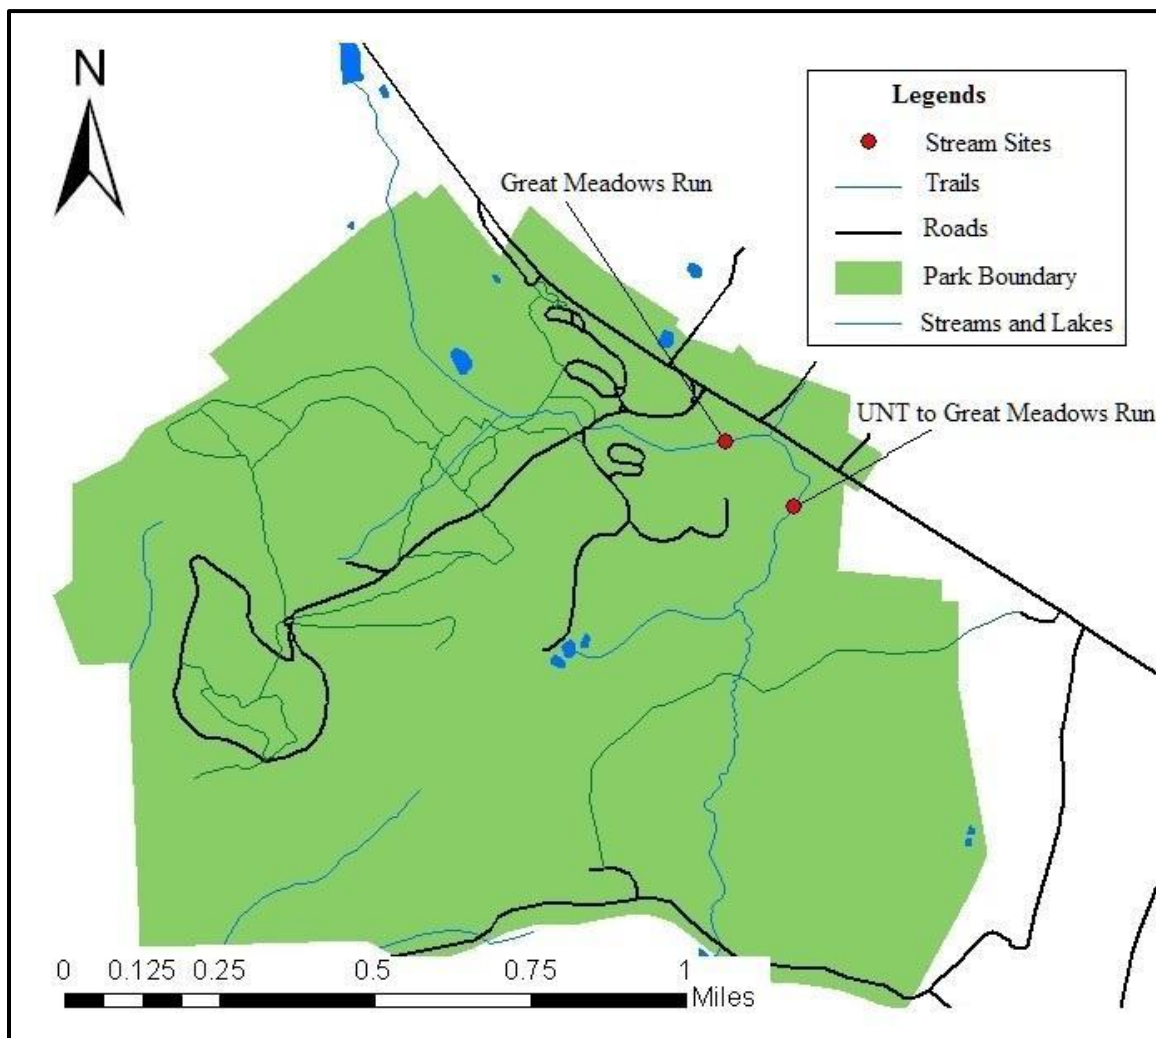 N
Legends
Stream Sites
Trails
Roads
Park Boundary
Streams and Lakes
Great Meadows Run
UNT to Great Meadows Run
0 0.125 0.25 0.5 0.75 1
Miles